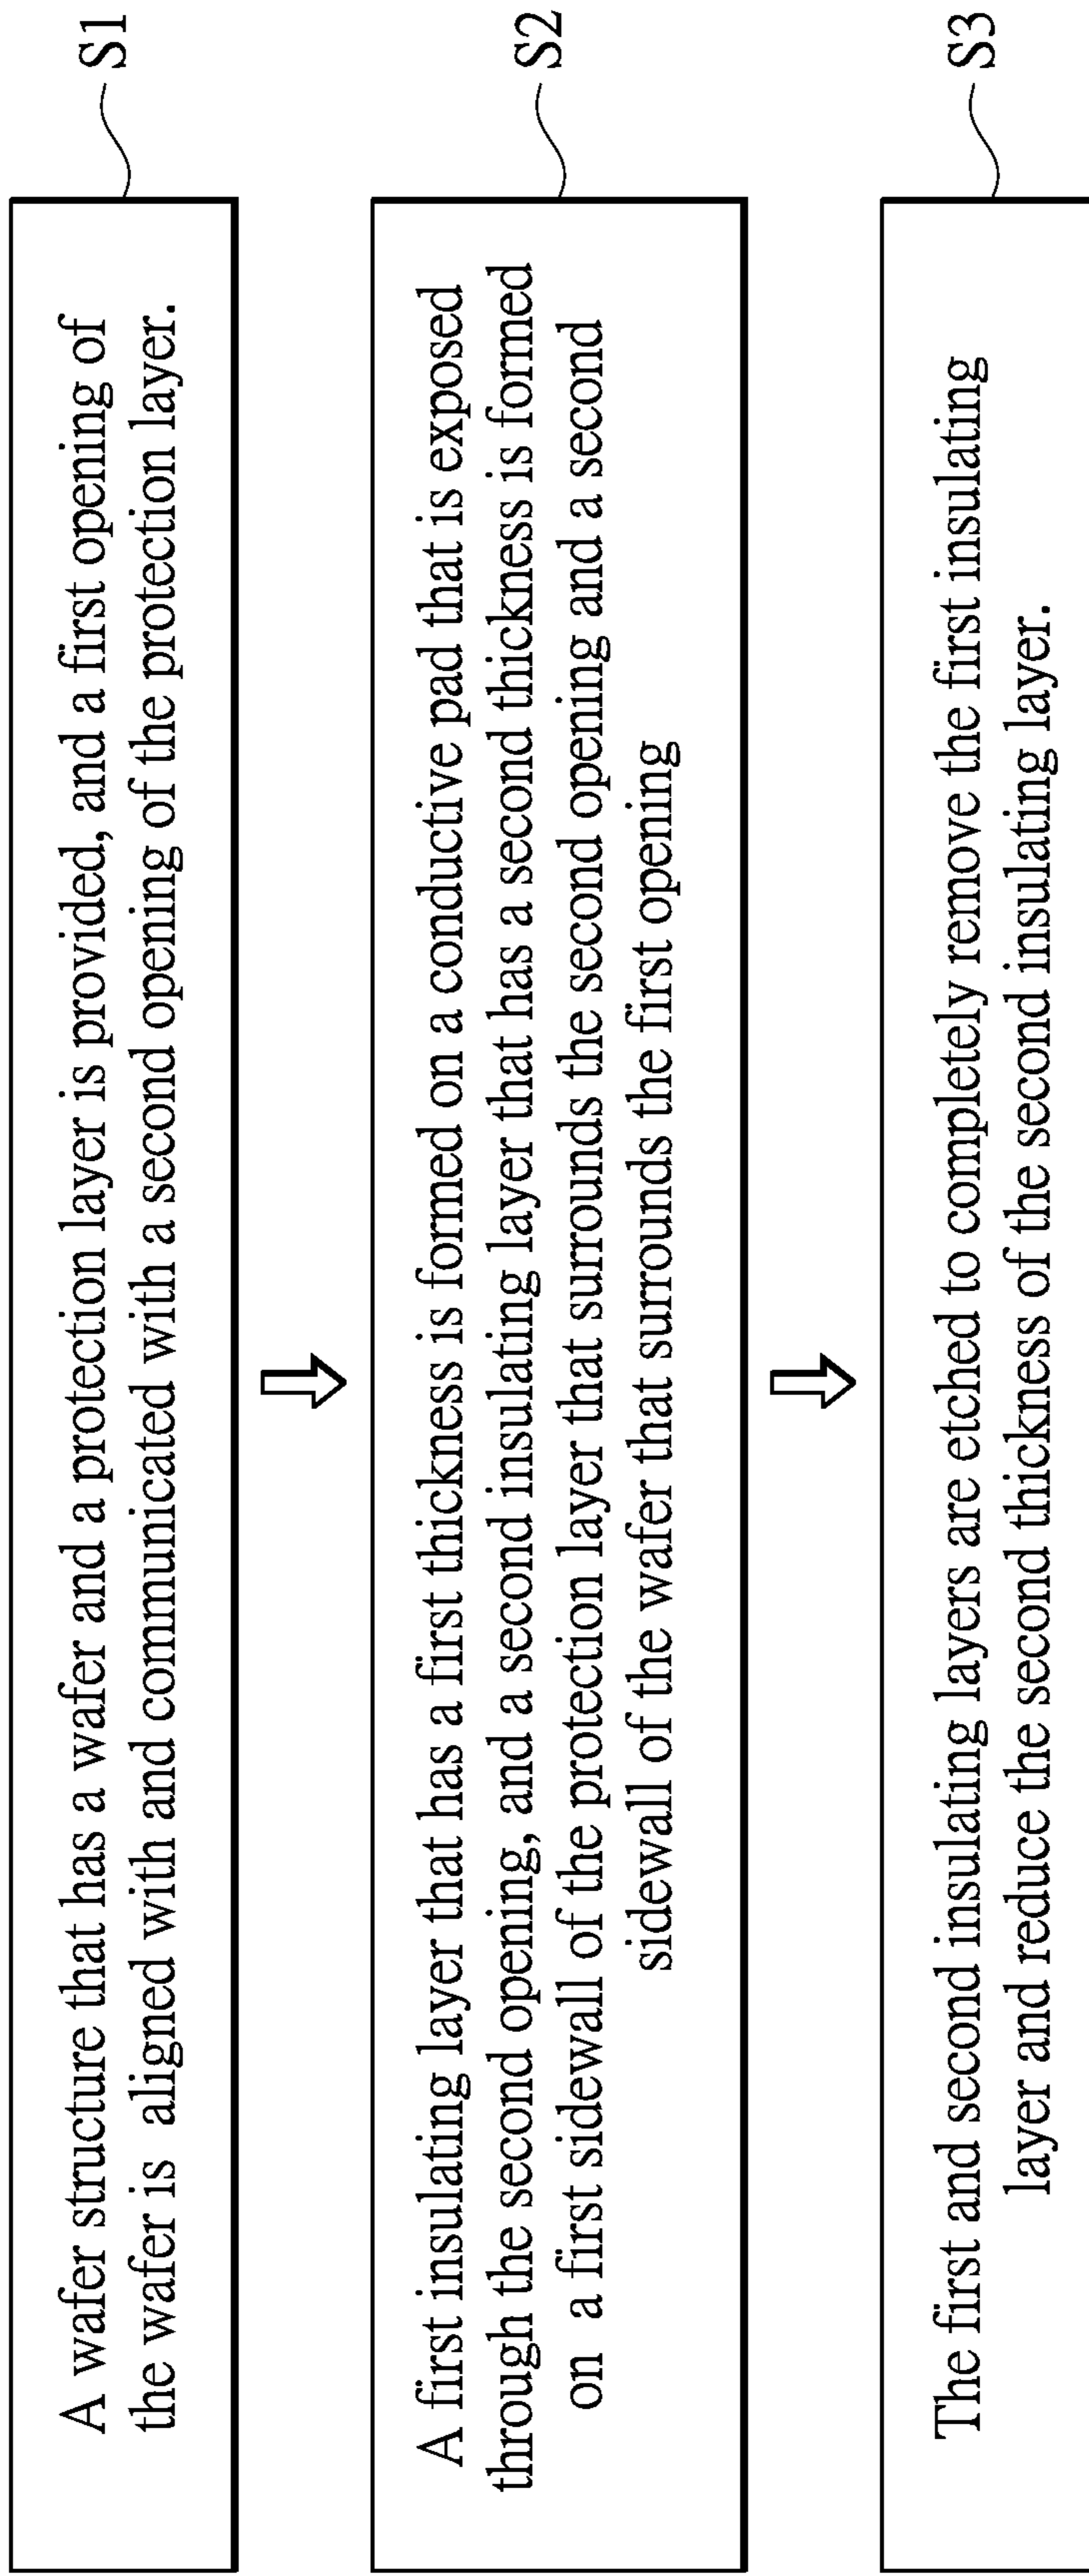 A wafer structure that has a wafer and a protection layer is provided, and a first opening of
the wafer is aligned with and communicated with a second opening of the protection layer.
S1
A first insulating layer that has a first thickness is formed on a conductive pad that is exposed
through the second opening, and a second insulating layer that has a second thickness is formed
on a first sidewall of the protection layer that surrounds the second opening and a second
sidewall of the wafer that surrounds the first opening
S2
The first and second insulating layers are etched to completely remove the first insulating
layer and reduce the second thickness of the second insulating layer.
S3